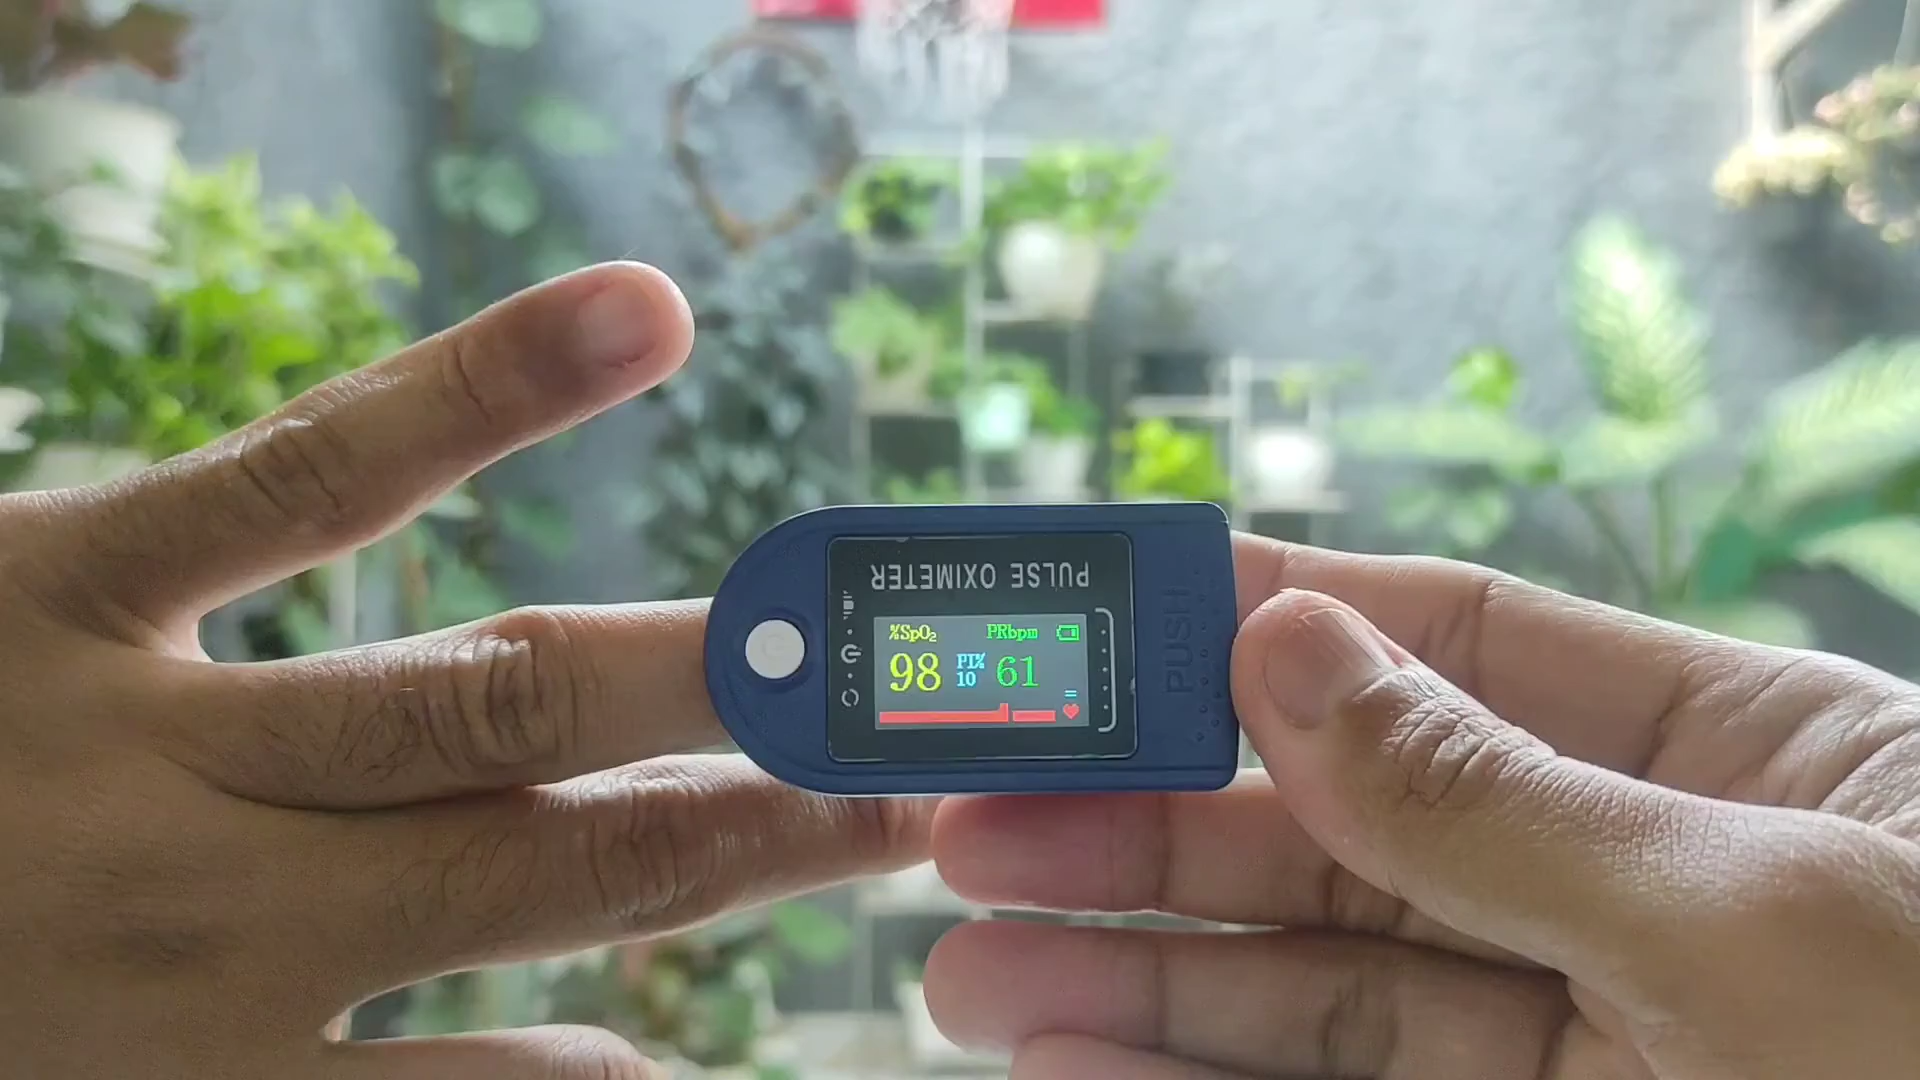 PULSE OXIMETER
%SpO₂ PRbpm
98 PI% 61
10
PUSH